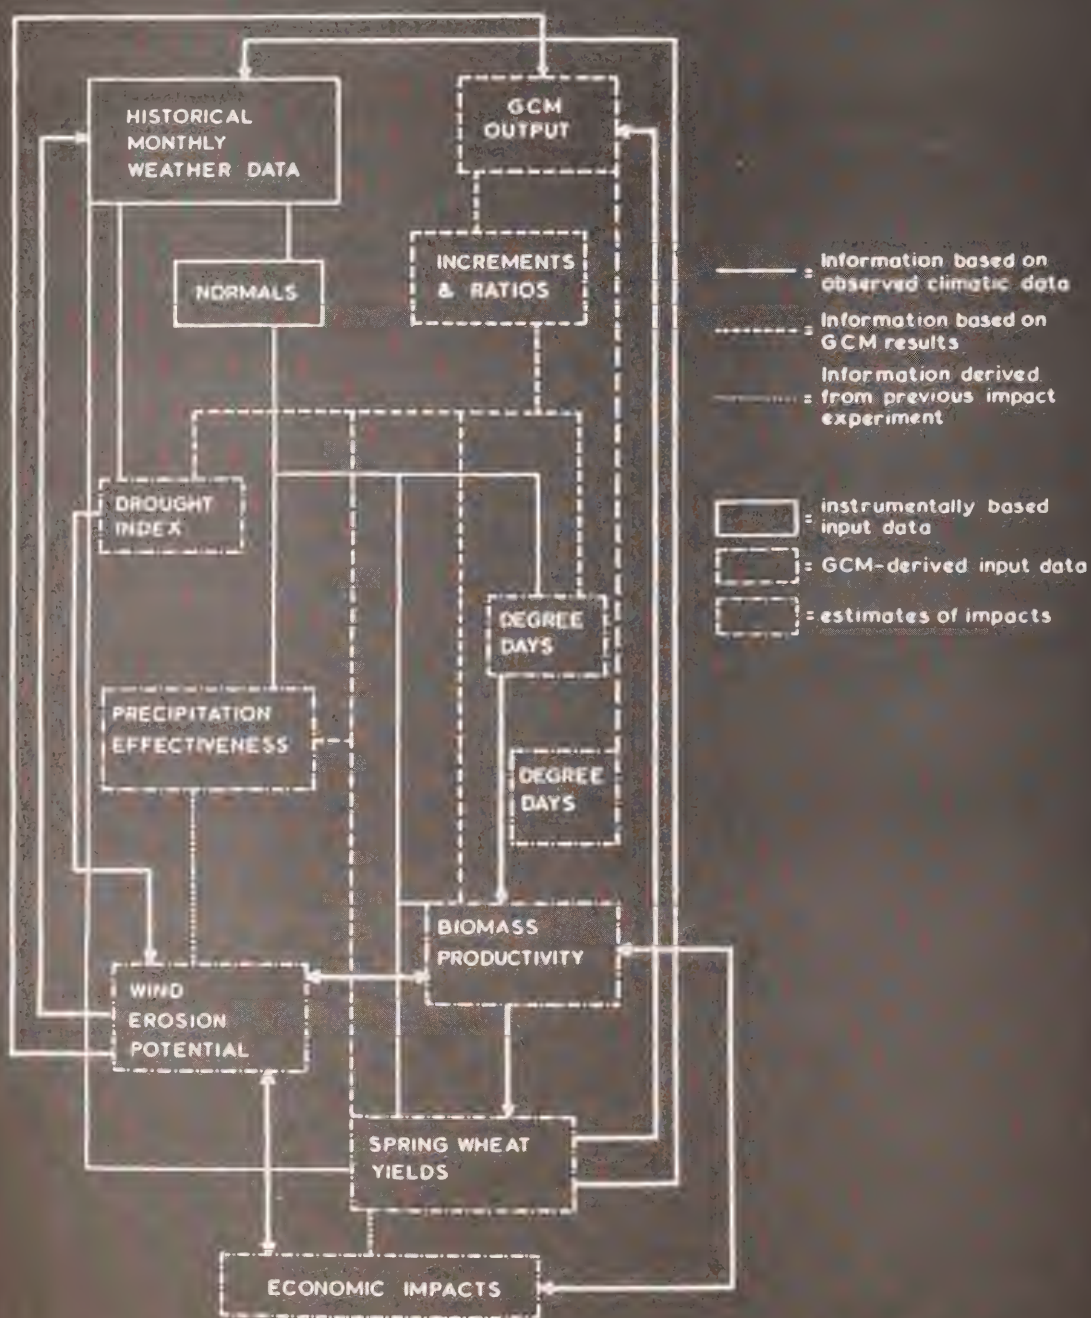 HISTORICAL
MONTHLY
WEATHER DATA
GCM
OUTPUT
NORMALS
INCREMENTS
& RATIOS
DROUGHT
INDEX
DEGREE
DAYS
PRECIPITATION
EFFECTIVENESS
DEGREE
DAYS
BIOMASS
PRODUCTIVITY
WIND
EROSION
POTENTIAL
SPRING WHEAT
YIELDS
ECONOMIC IMPACTS
= Information based on
observed climatic data
= Information based on
GCM results
Information derived
= from previous impact
experiment
= instrumentally based
input data
= GCM-derived input data
= estimates of impacts